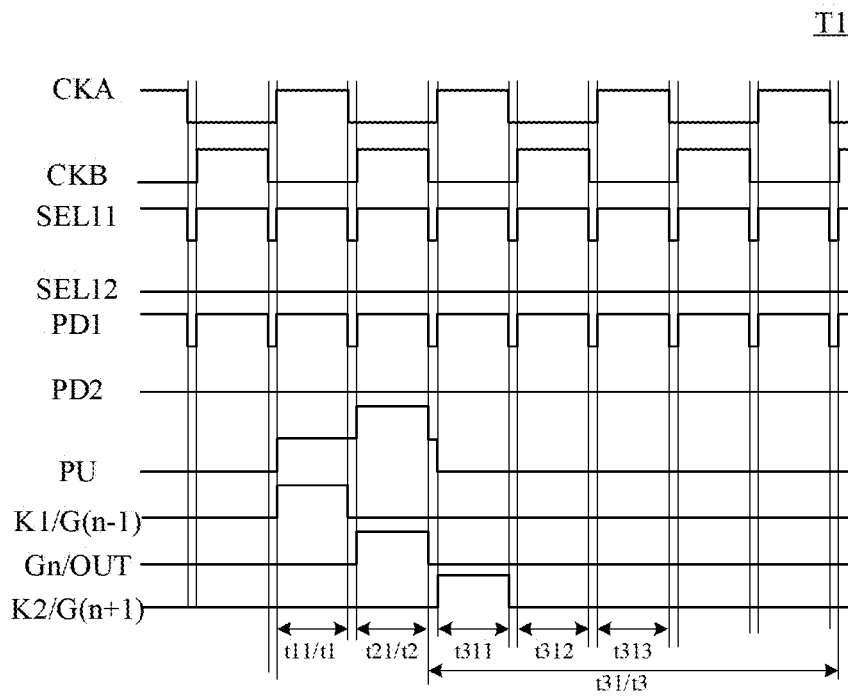 T1
CKA
CKB
SEL11
SEL12
PD1
PD2
PU
K1/G(n-1)
Gn/OUT
K2/G(n+1)
t11/t1 t21/t2 t311 t312 t313
t31/t3